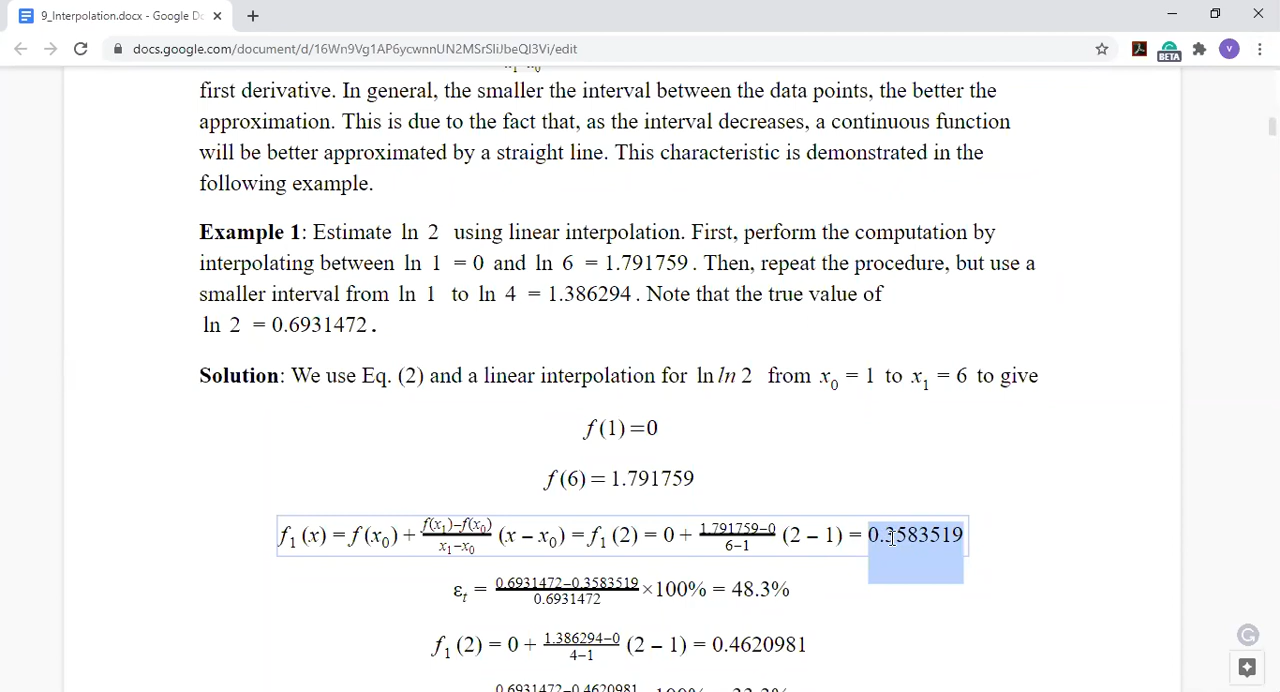 9_Interpolation.docx - Google Do
docs.google.com/document/d/16Wn9Vg1AP6ycwnnUN2MSrSIiJbeQI3Vi/edit
BETA
V
first derivative. In general, the smaller the interval between the data points, the better the
approximation. This is due to the fact that, as the interval decreases, a continuous function
will be better approximated by a straight line. This characteristic is demonstrated in the
following example.
Example 1: Estimate ln 2 using linear interpolation. First, perform the computation by
interpolating between ln 1 = 0 and ln 6 = 1.791759. Then, repeat the procedure, but use a
smaller interval from ln 1 to ln 4 = 1.386294. Note that the true value of
ln 2 = 0.6931472.
Solution: We use Eq. (2) and a linear interpolation for ln ln 2 from x₀ = 1 to x₁ = 6 to give
f(1)=0
f(6) = 1.791759
f₁(x) = f(x₀) + (f(x₁)−f(x₀))/(x₁−x₀) (x − x₀) = f₁(2) = 0 + (1.791759−0)/(6−1) (2 − 1) = 0.3583519
εₜ = (0.6931472−0.3583519)/0.6931472 ×100% = 48.3%
f₁(2) = 0 + (1.386294−0)/(4−1) (2 − 1) = 0.4620981